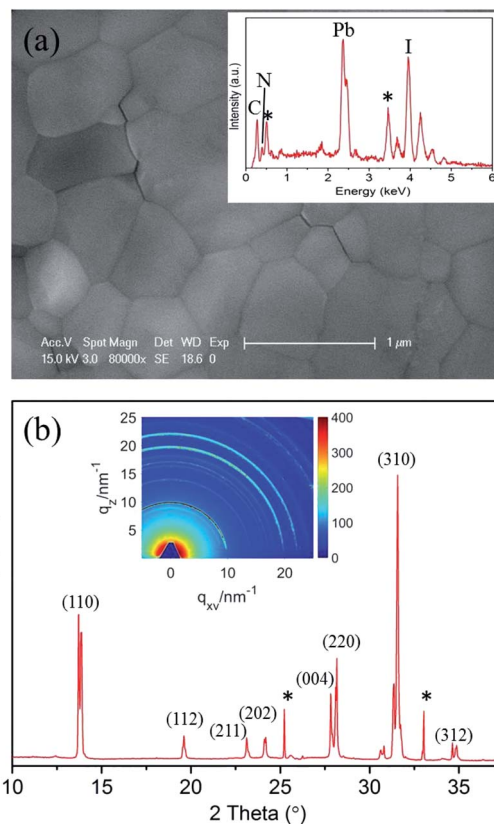 (a)
Pb
I
N
C
*
*
Intensity (a.u.)
0 1 2 3 4 5 6
Energy (keV)
Acc.V Spot Magn Det WD Exp
15.0 kV 3.0 80000x SE 18.6 0
1 μm
(b)
25
20
15
10
5
qz/nm-1
0 10 20
qxv/nm-1
400
300
200
100
0
(110)
(112)
(211)
(202)
*
(004)
(220)
(310)
*
(312)
10 15 20 25 30 35
2 Theta (°)